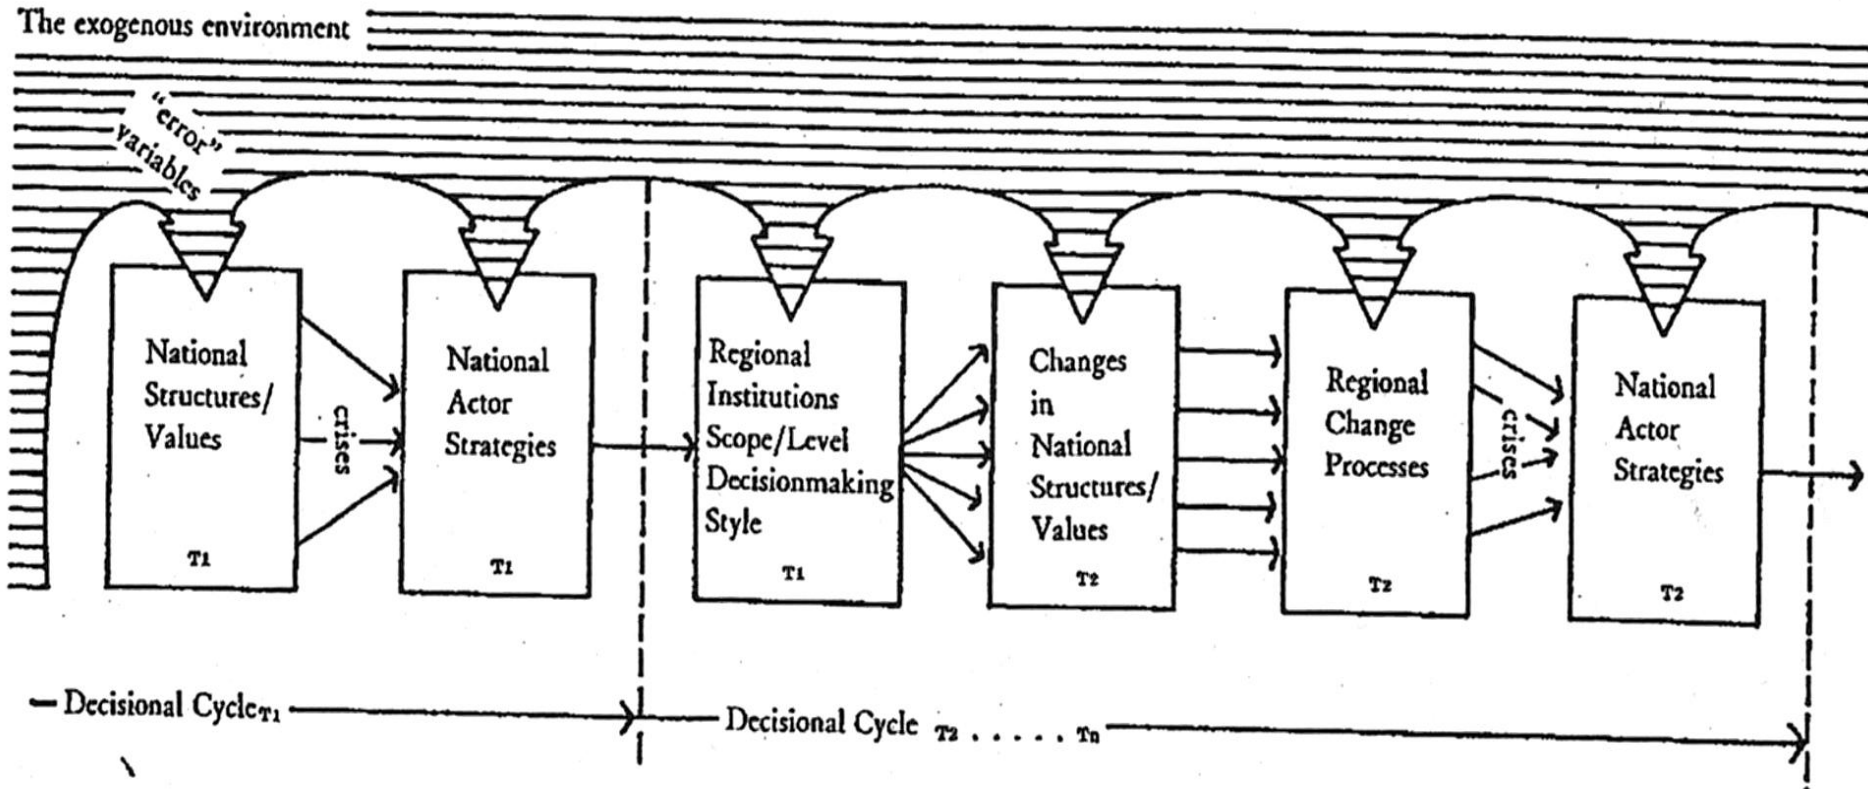 The exogenous environment
“error”
variables
National
Structures/
Values
T1
crises
National
Actor
Strategies
T1
Regional
Institutions
Scope/Level
Decisionmaking
Style
T1
Changes
in
National
Structures/
Values
T2
Regional
Change
Processes
T2
crises
National
Actor
Strategies
T2
Decisional Cycle T1
Decisional Cycle T2 . . . . . Tn